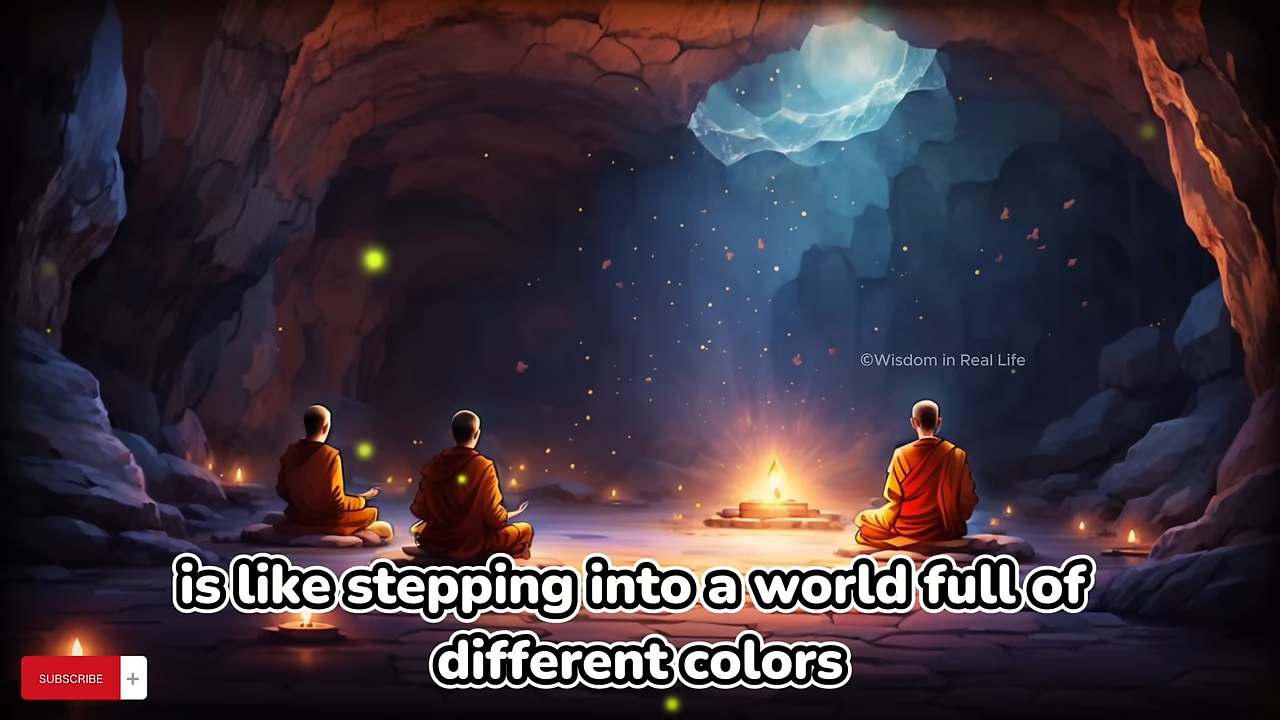 ©Wisdom in Real Life
is like stepping into a world full of
different colors
SUBSCRIBE +